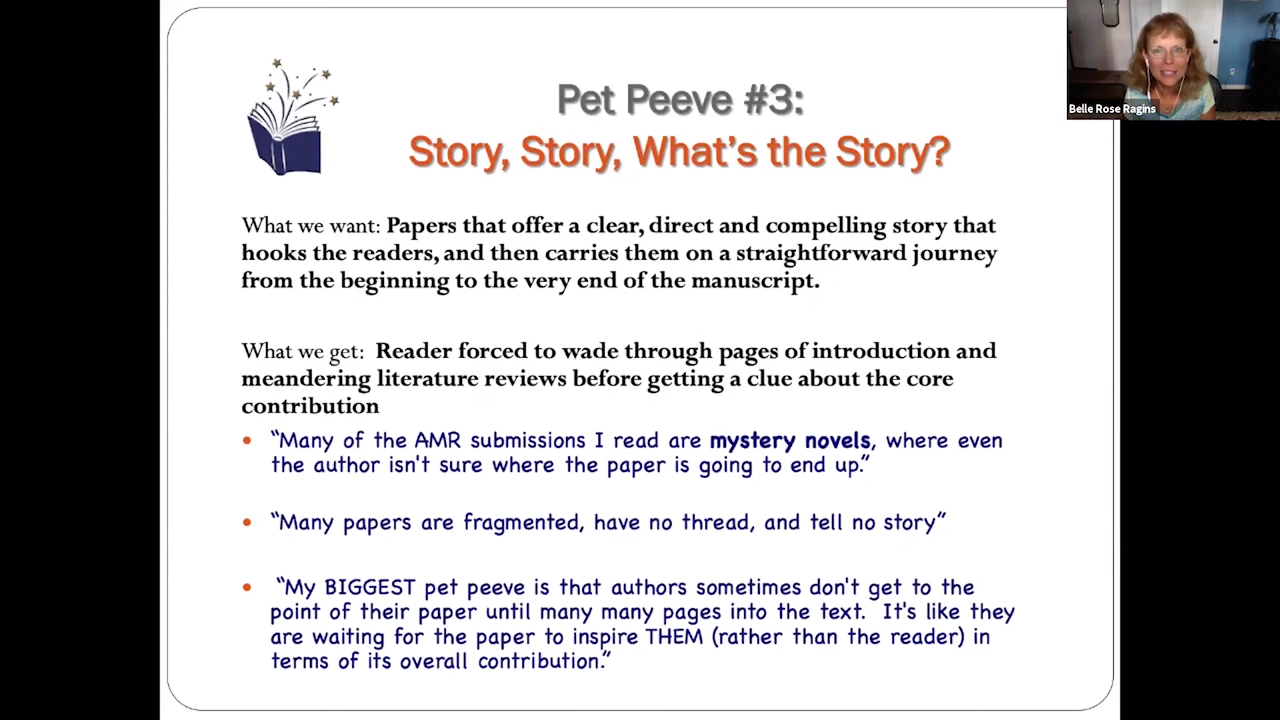 Pet Peeve #3:
Story, Story, What's the Story?
Belle Rose Ragins
What we want: Papers that offer a clear, direct and compelling story that
hooks the readers, and then carries them on a straightforward journey
from the beginning to the very end of the manuscript.
What we get:  Reader forced to wade through pages of introduction and
meandering literature reviews before getting a clue about the core
contribution
• “Many of the AMR submissions I read are mystery novels, where even
the author isn't sure where the paper is going to end up.”
• “Many papers are fragmented, have no thread, and tell no story”
• “My BIGGEST pet peeve is that authors sometimes don't get to the
point of their paper until many many pages into the text.  It's like they
are waiting for the paper to inspire THEM (rather than the reader) in
terms of its overall contribution.”